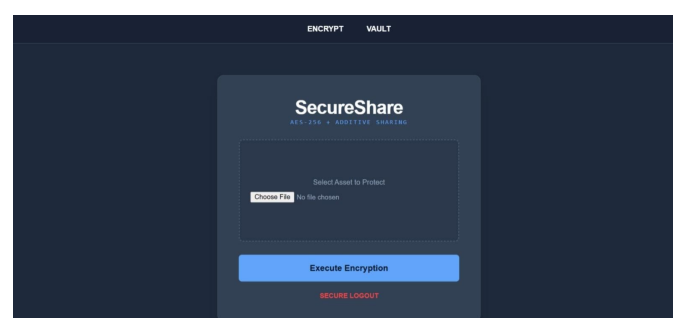 ENCRYPT VAULT
SecureShare
AES-256 + ADDITIVE SHARING
Select Asset to Protect
Choose File No file chosen
Execute Encryption
SECURE LOGOUT